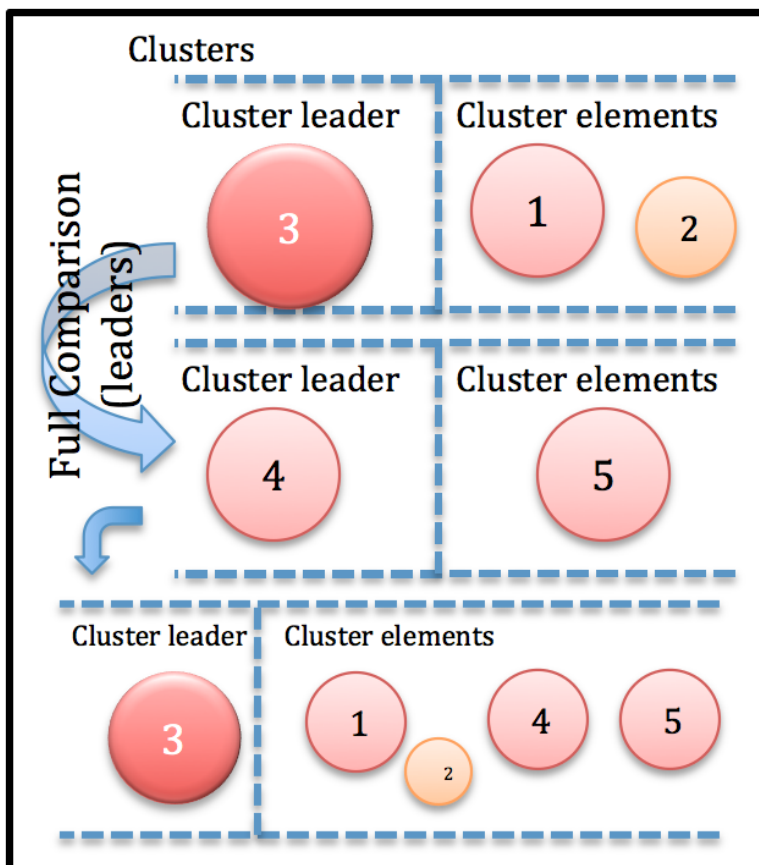 Clusters
Cluster leader
Cluster elements
3
1
2
Full Comparison
(leaders)
Cluster leader
Cluster elements
4
5
Cluster leader
Cluster elements
3
1
2
4
5